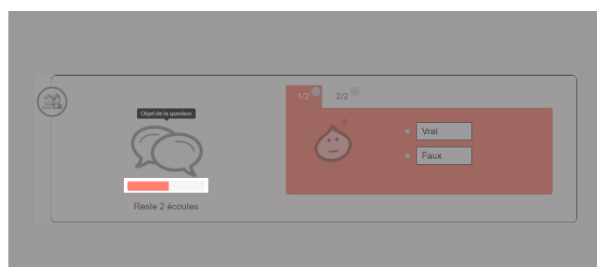 1/2 2/2
Objet de la question
?
Vrai
Faux
Reste 2 écoutes